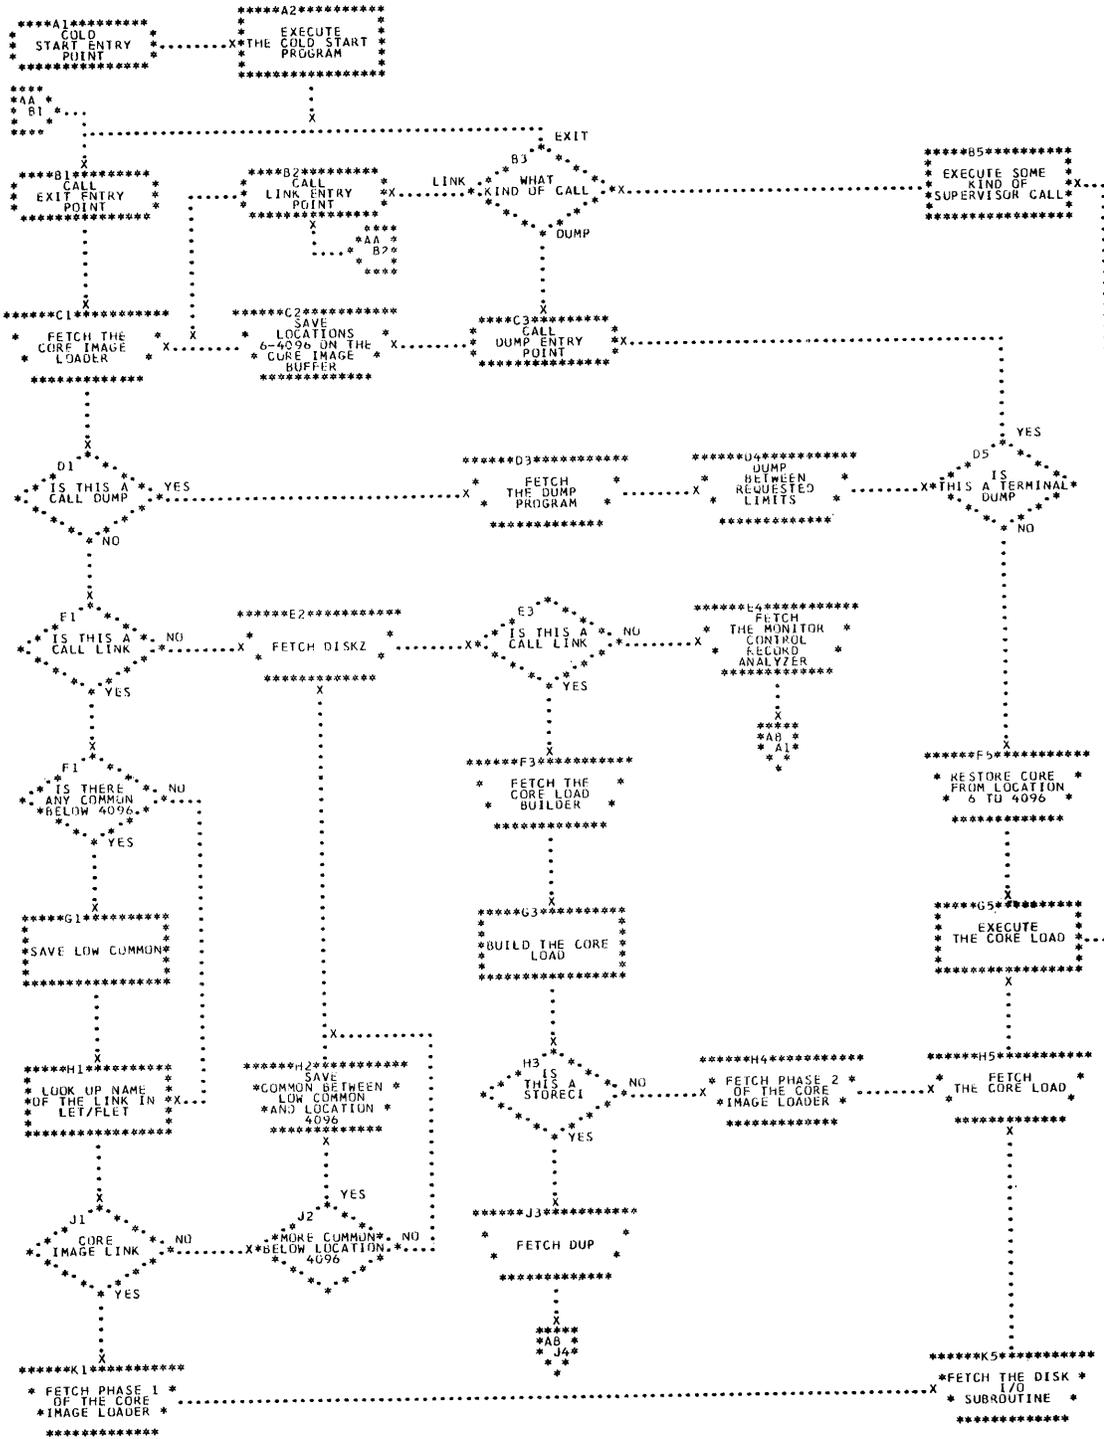 A1
COLD
START ENTRY
POINT
A2
EXECUTE
THE COLD START
PROGRAM
AA
B1
EXIT
B1
CALL
EXIT ENTRY
POINT
B2
CALL
LINK ENTRY
POINT
LINK
B3
WHAT
KIND OF CALL
DUMP
B5
EXECUTE SOME
KIND OF
SUPERVISOR CALL
AA
B2
C1
FETCH THE
CORE IMAGE
LOADER
C2
SAVE
LOCATIONS
6-4096 ON THE
CORE IMAGE
BUFFER
C3
CALL
DUMP ENTRY
POINT
D1
IS THIS A
CALL DUMP
YES
NO
D3
FETCH
THE DUMP
PROGRAM
D4
DUMP
BETWEEN
REQUESTED
LIMITS
YES
D5
IS
THIS A TERMINAL
DUMP
NO
E1
IS THIS A
CALL LINK
NO
YES
E2
FETCH DISKZ
E3
IS THIS A
CALL LINK
NO
YES
E4
FETCH
THE MONITOR
CONTROL
RECORD
ANALYZER
AB
A1
F1
IS THERE
ANY COMMON
BELOW 4096
NO
YES
F3
FETCH THE
CORE LOAD
BUILDER
F5
RESTORE CORE
FROM LOCATION
6 TO 4096
G1
SAVE LOW COMMON
G3
BUILD THE CORE
LOAD
G5
EXECUTE
THE CORE LOAD
H1
LOOK UP NAME
OF THE LINK IN
LET/FLET
H2
SAVE
COMMON BETWEEN
LOW COMMON
AND LOCATION
4096
H3
IS
THIS A
STORECI
NO
YES
H4
FETCH PHASE 2
OF THE CORE
IMAGE LOADER
H5
FETCH
THE CORE LOAD
J1
CORE
IMAGE LINK
NO
YES
YES
J2
MORE COMMON
BELOW LOCATION
4096
NO
J3
FETCH DUP
AB
J4
K1
FETCH PHASE 1
OF THE CORE
IMAGE LOADER
K5
FETCH THE DISK
I/O
SUBROUTINE